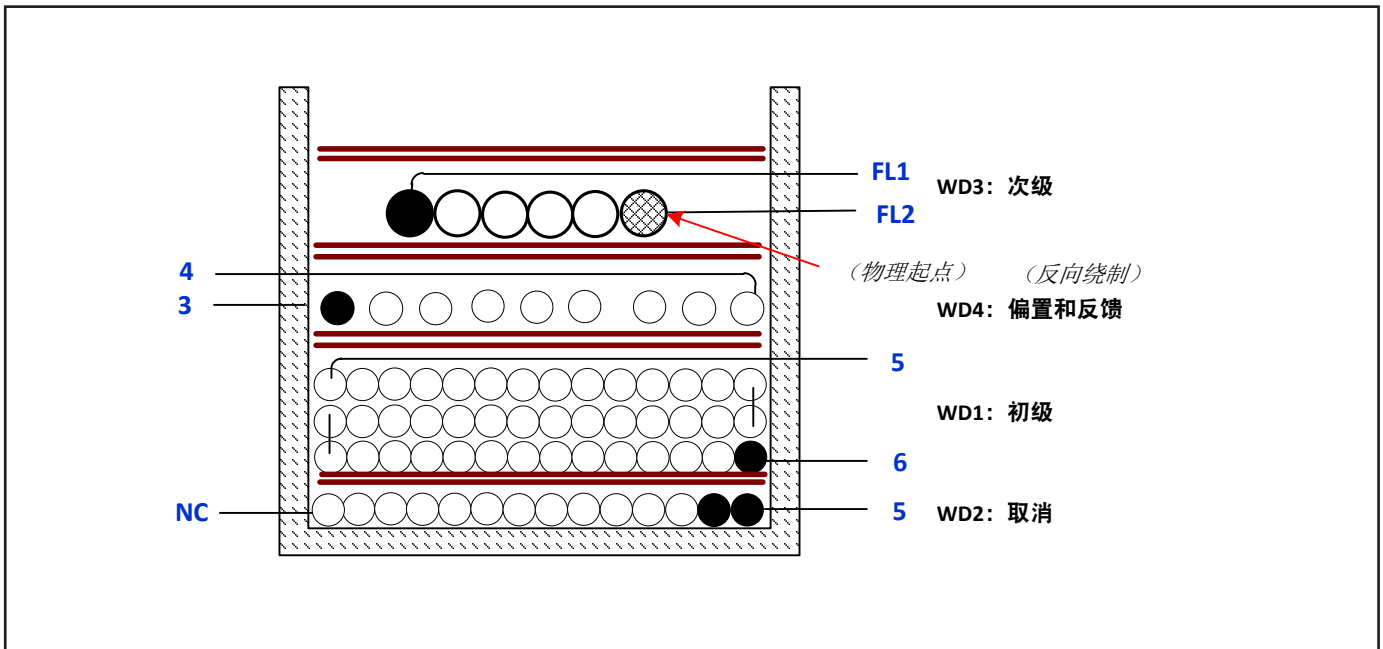 FL1
WD3：次级
FL2
4
（物理起点）
（反向绕制）
3
WD4：偏置和反馈
5
WD1：初级
6
NC
5
WD2：取消